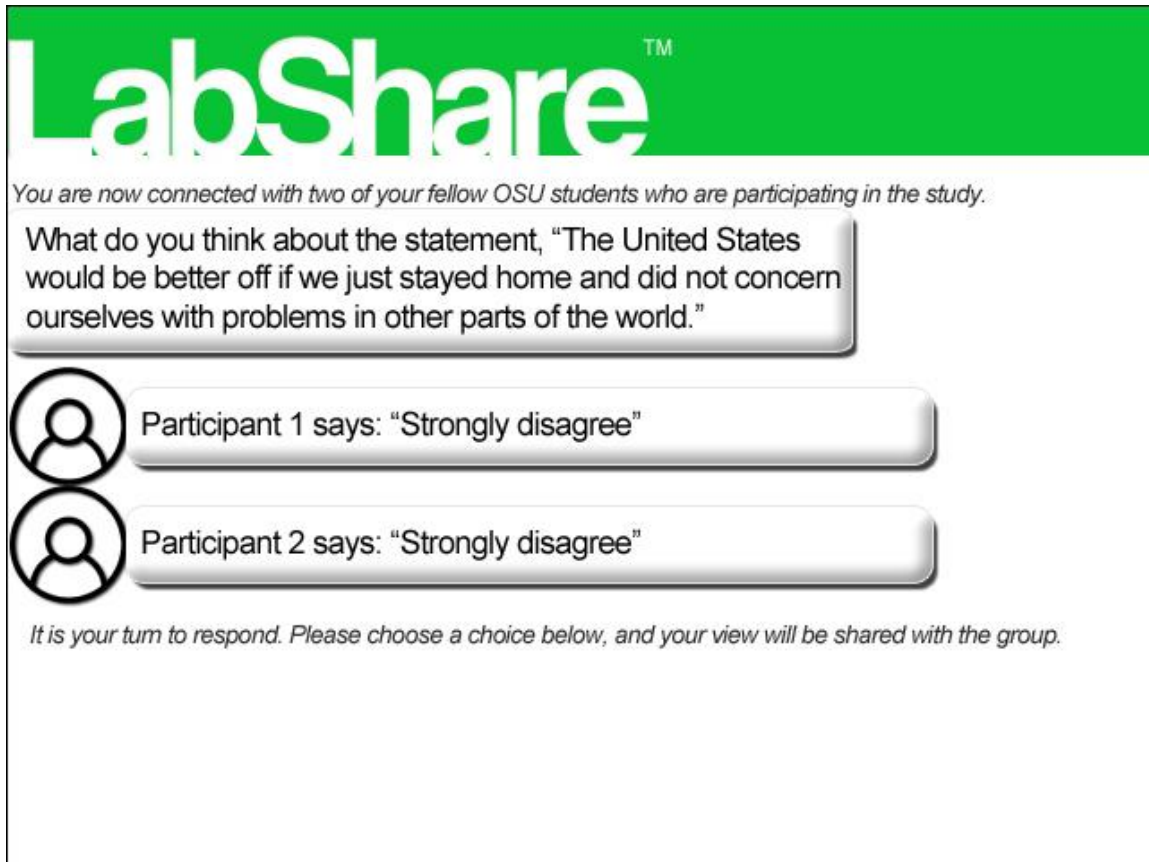 LabShare™
You are now connected with two of your fellow OSU students who are participating in the study.
What do you think about the statement, “The United States
would be better off if we just stayed home and did not concern
ourselves with problems in other parts of the world.”
Participant 1 says: “Strongly disagree”
Participant 2 says: “Strongly disagree”
It is your turn to respond. Please choose a choice below, and your view will be shared with the group.